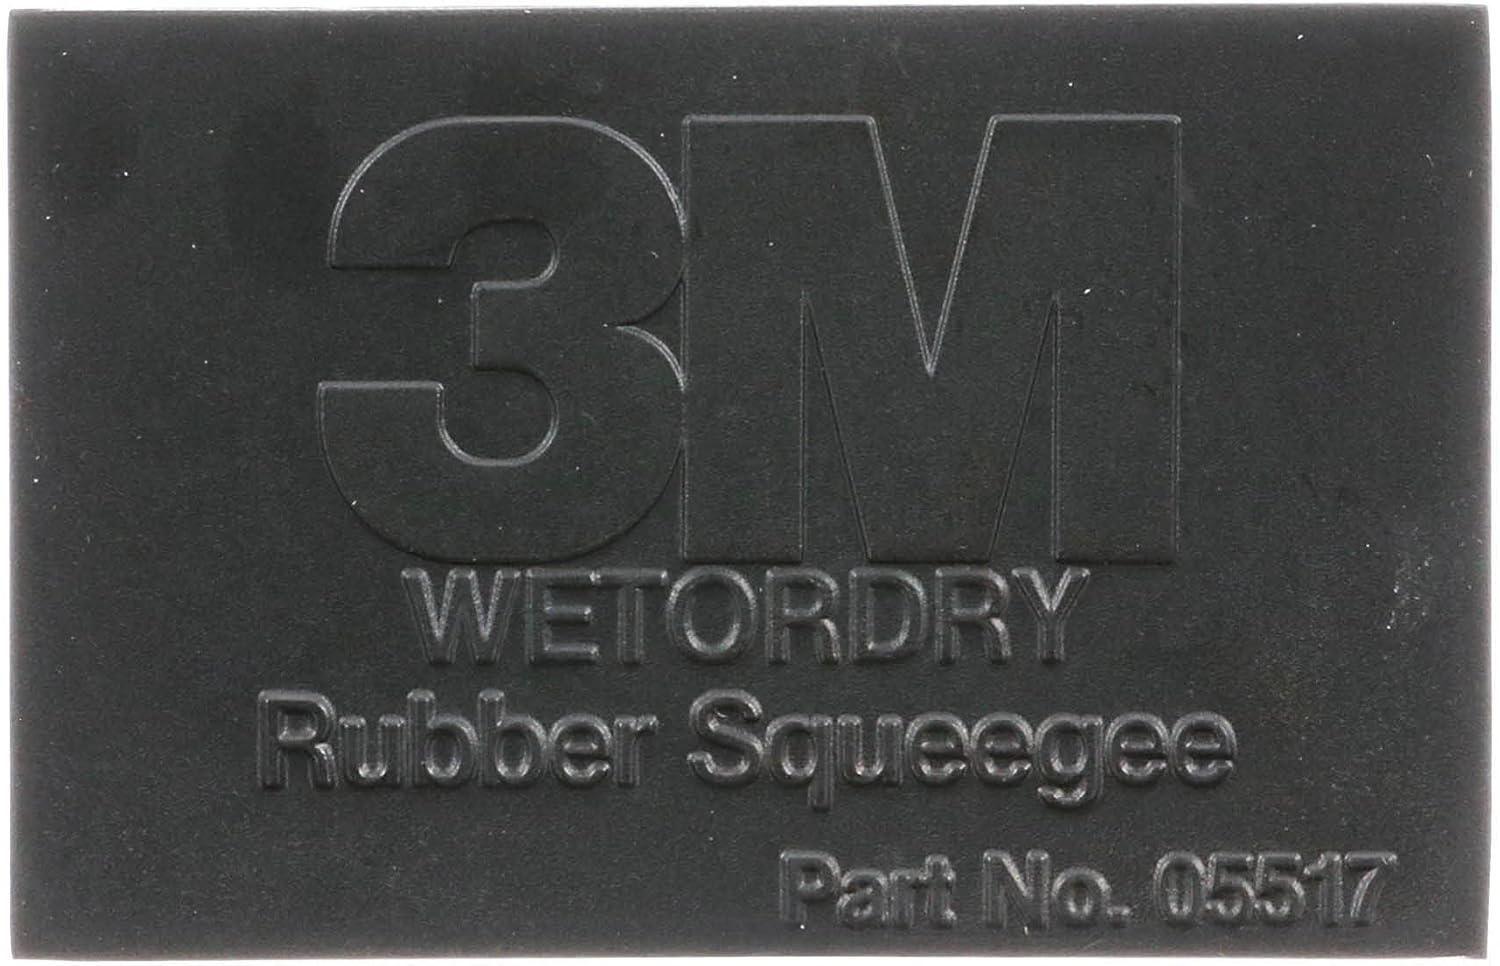 3M
WETORDRY
Rubber Squeegee
Part No. 05517